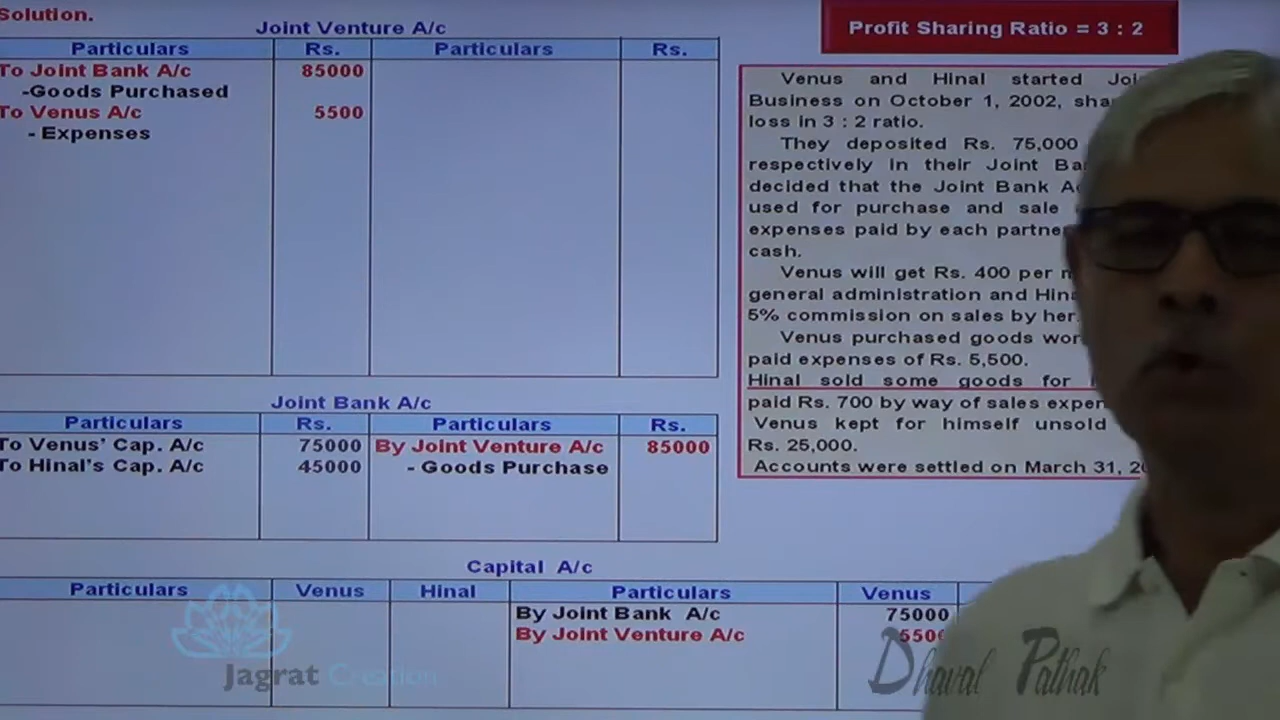 Solution.
Profit Sharing Ratio = 3 : 2
Joint Venture A/c
Particulars Rs. Particulars Rs.
To Joint Bank A/c 85000
-Goods Purchased
To Venus A/c 5500
- Expenses
Venus and Hinal started
Business on October 1, 2002,
loss in 3 : 2 ratio.
They deposited Rs. 75,000
respectively in their Joint
decided that the Joint Bank
used for purchase and sale
expenses paid by each
cash.
Venus will get Rs. 400 per
general administration and
5% commission on sales by her
Venus purchased goods
paid expenses of Rs. 5,500.
Hinal sold some goods for
paid Rs. 700 by way of sales
Venus kept for himself unsold
Rs. 25,000.
Accounts were settled on March 31,
Joint Bank A/c
Particulars Rs. Particulars Rs.
To Venus' Cap. A/c 75000 By Joint Venture A/c 85000
To Hinal's Cap. A/c 45000 - Goods Purchase
Capital A/c
Particulars Venus Hinal Particulars Venus
By Joint Bank A/c 75000
By Joint Venture A/c
Jagrat Creation
Dhaval Pathak